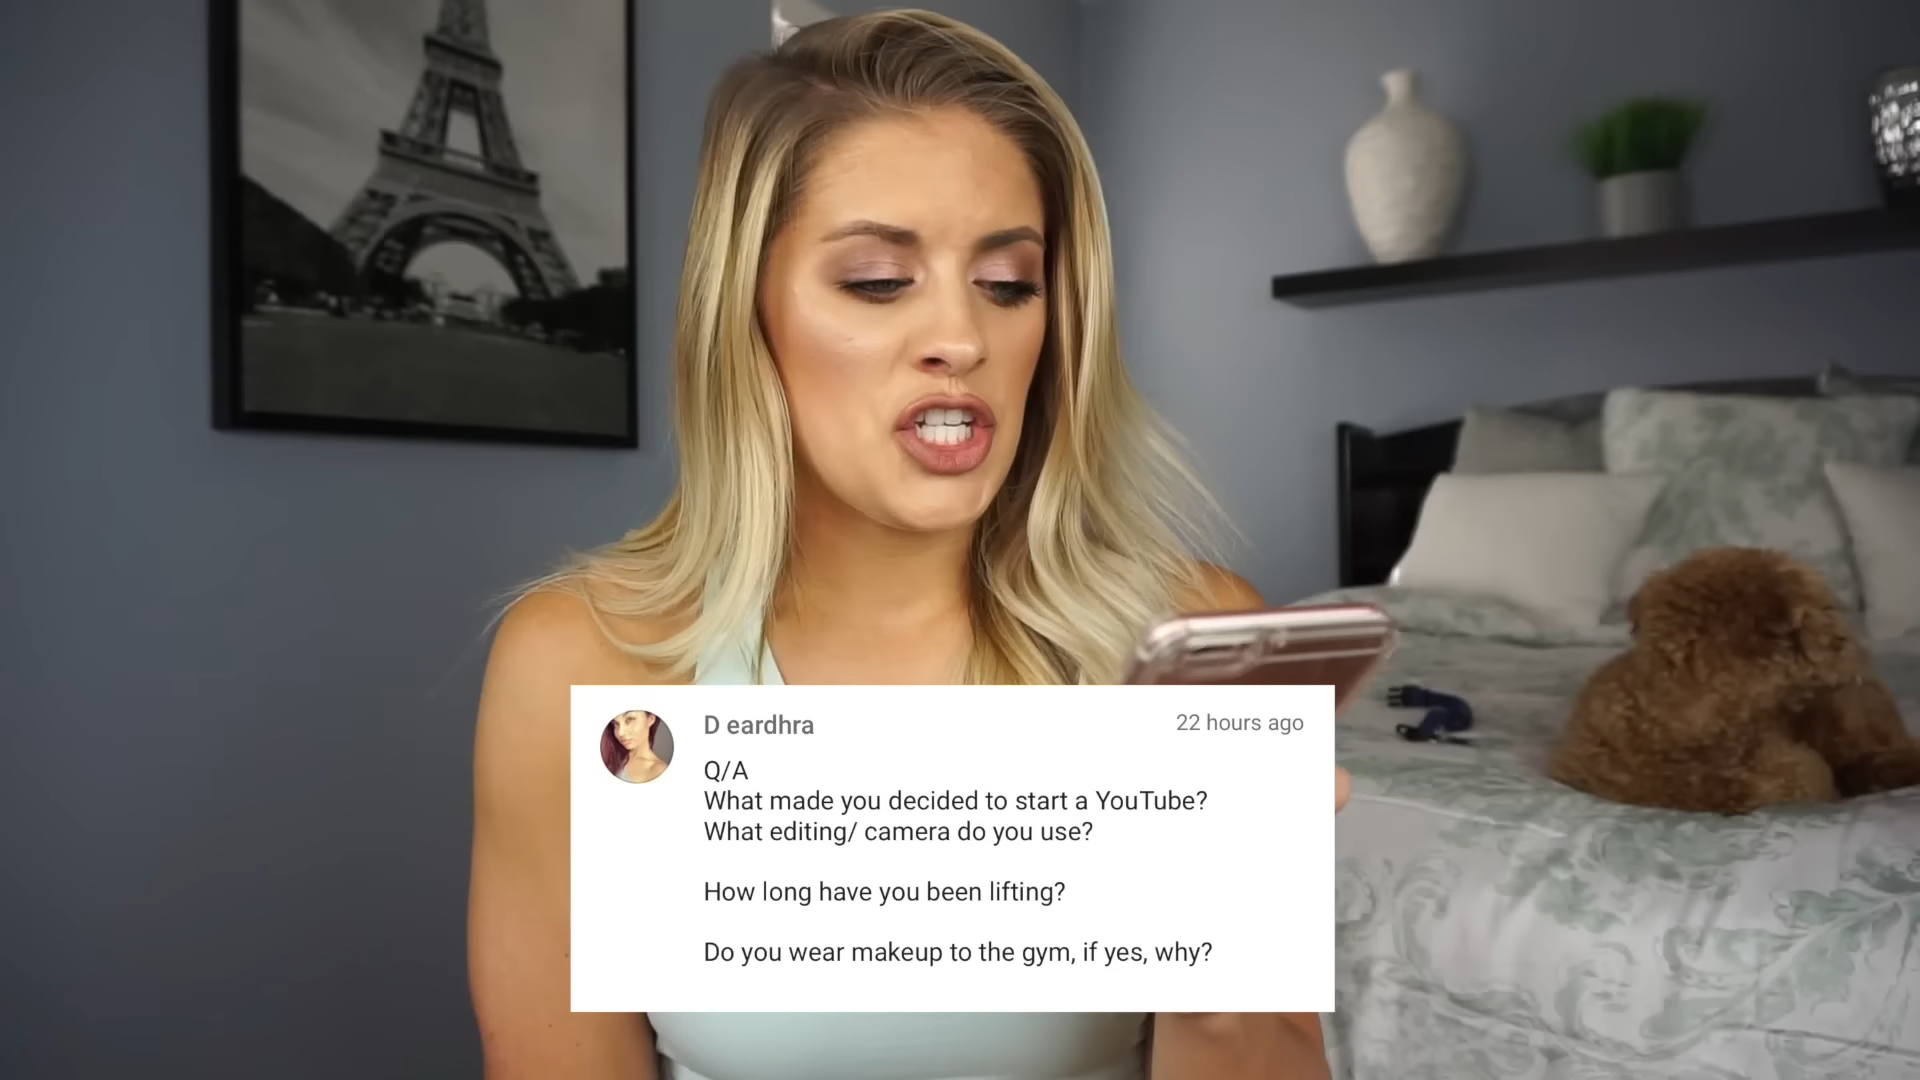 D eardhra
22 hours ago
Q/A
What made you decided to start a YouTube?
What editing/ camera do you use?
How long have you been lifting?
Do you wear makeup to the gym, if yes, why?